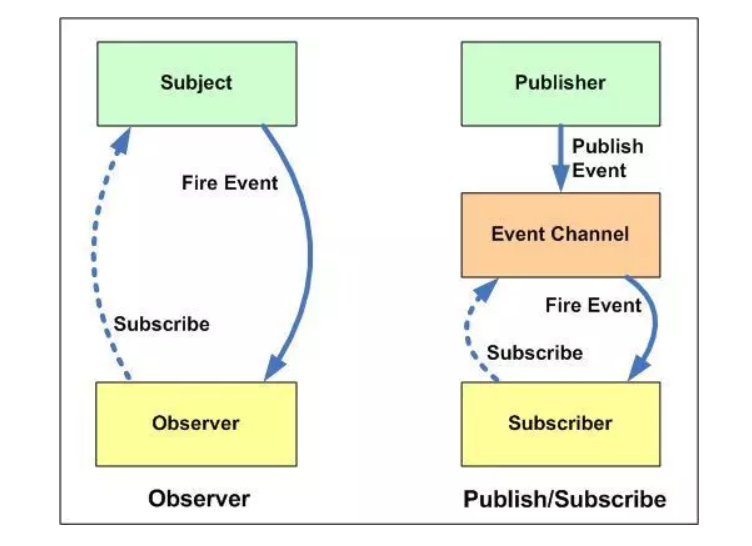 Subject
Fire Event
Subscribe
Observer
Observer
Publisher
Publish
Event
Event Channel
Fire Event
Subscribe
Subscriber
Publish/Subscribe